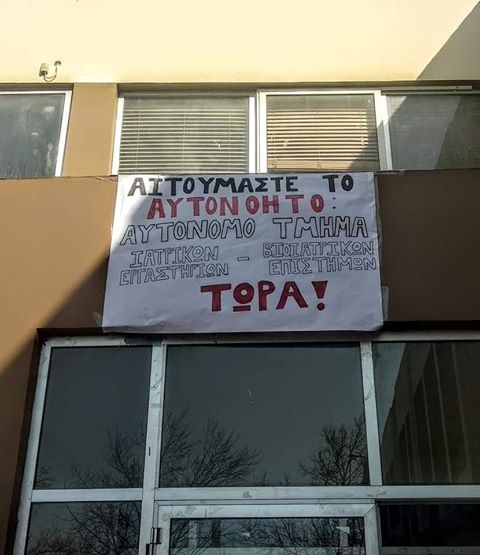 ΑΙΤΟΥΜΑΣΤΕ ΤΟ
ΑΥΤΟΝΟΗΤΟ:
ΑΥΤΟΝΟΜΟ ΤΜΗΜΑ
ΙΑΤΡΙΚΩΝ - ΒΙΟΙΑΤΡΙΚΩΝ
ΕΡΓΑΣΤΗΡΙΩΝ ΕΠΙΣΤΗΜΩΝ
ΤΩΡΑ!